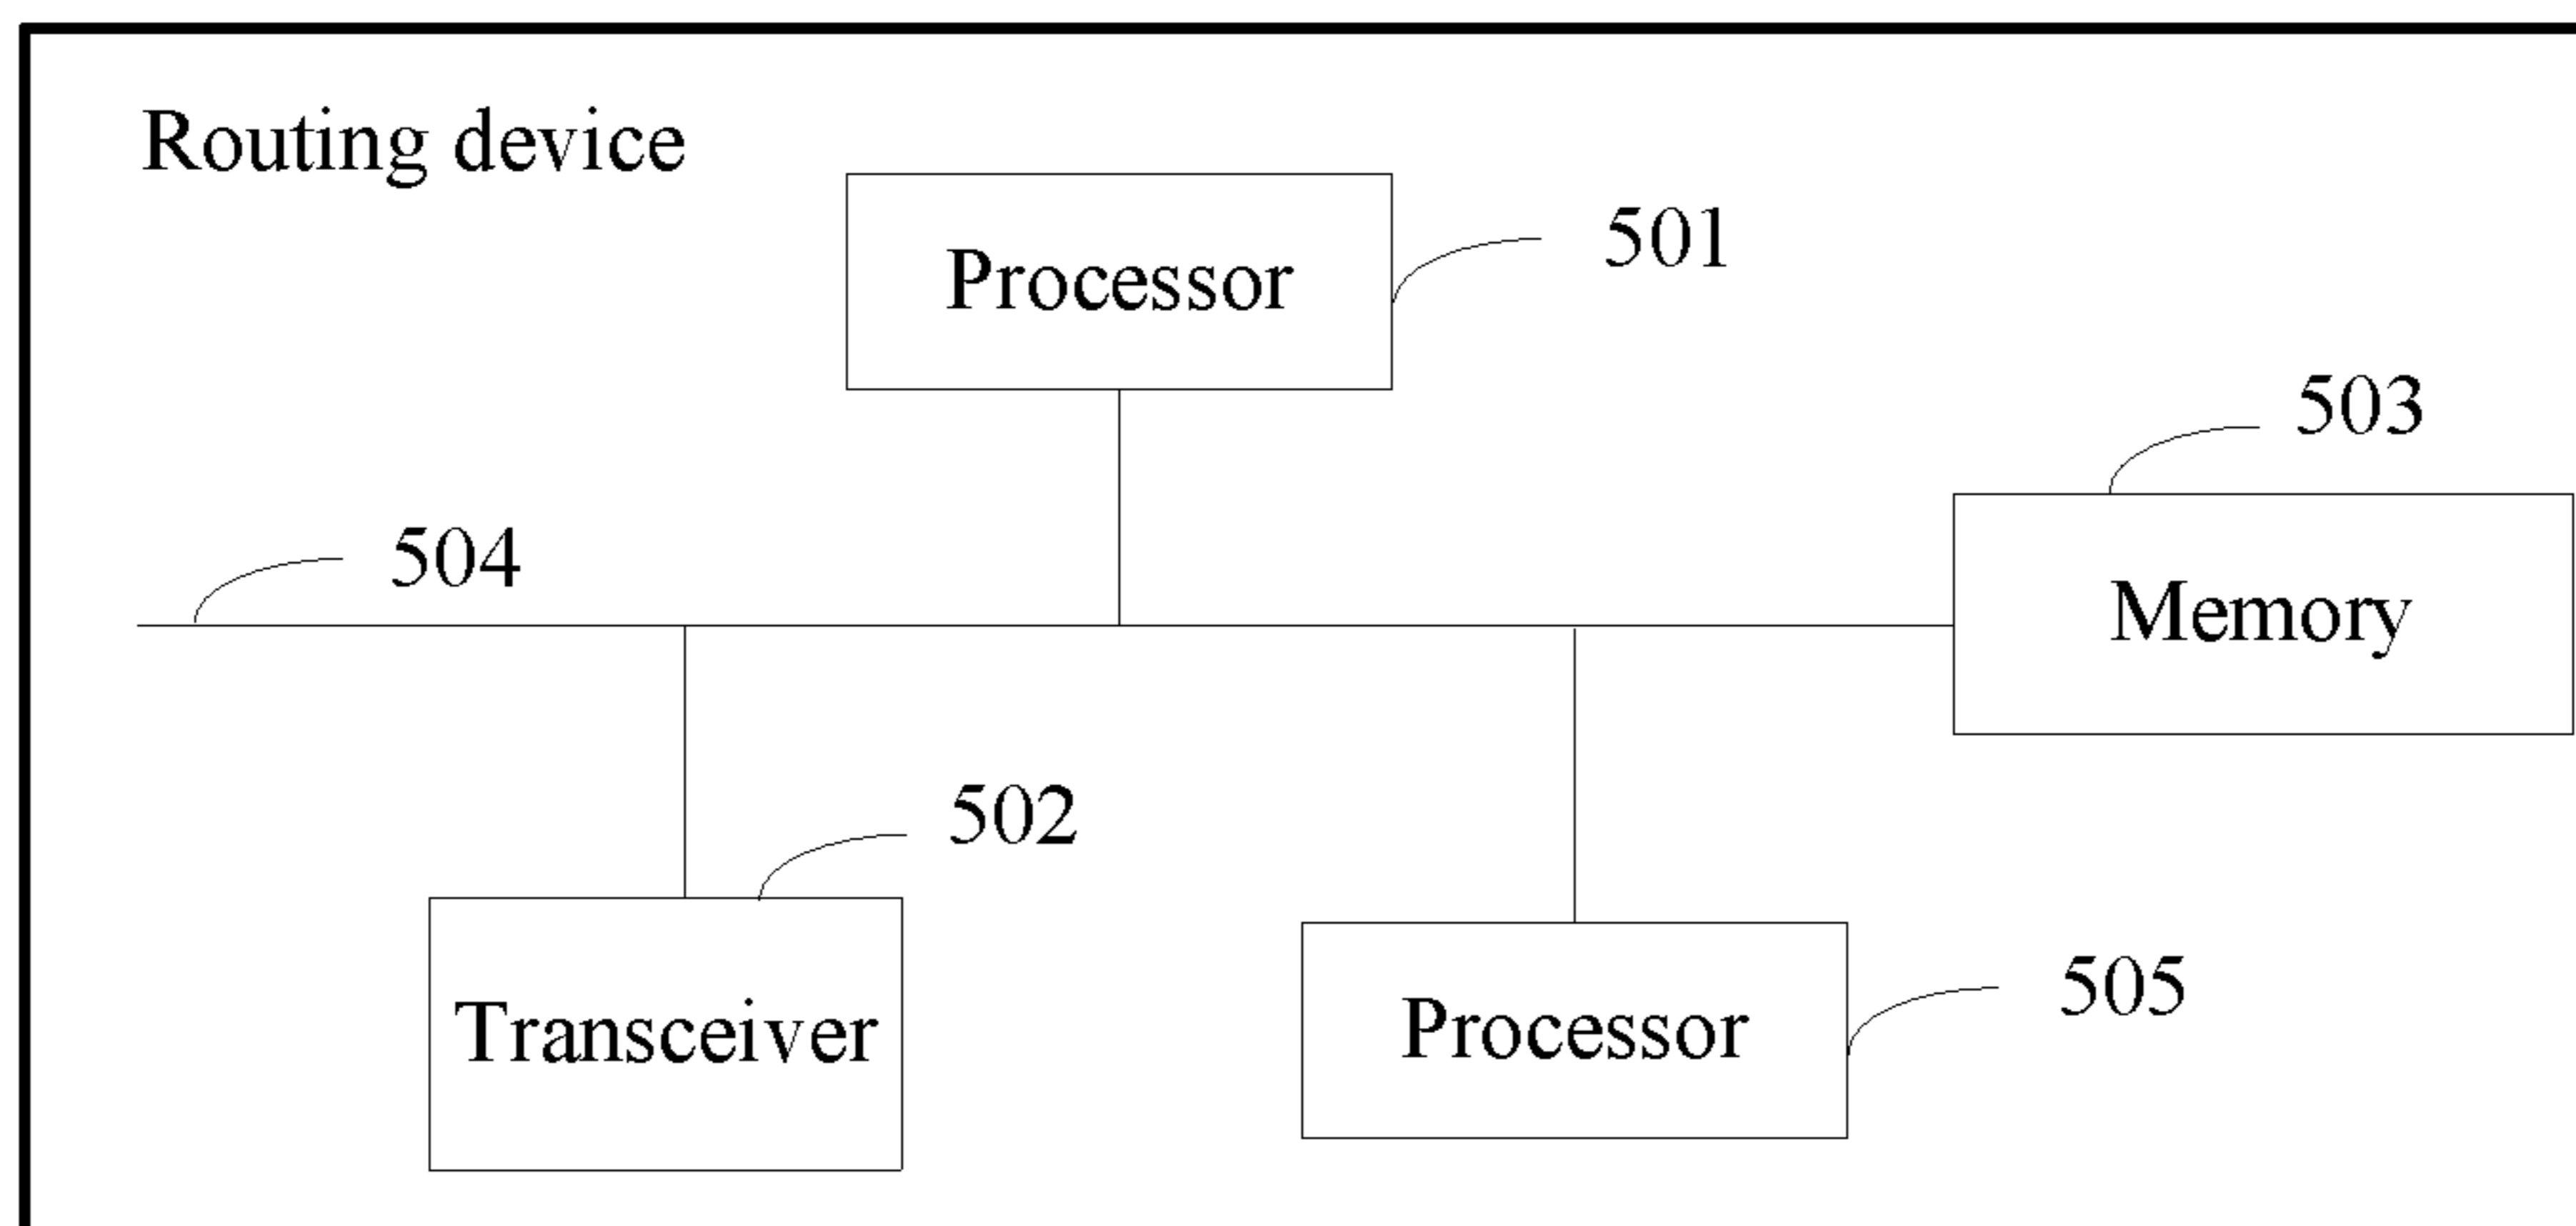 Routing device
Processor
501
503
504
Memory
502
Transceiver
Processor
505